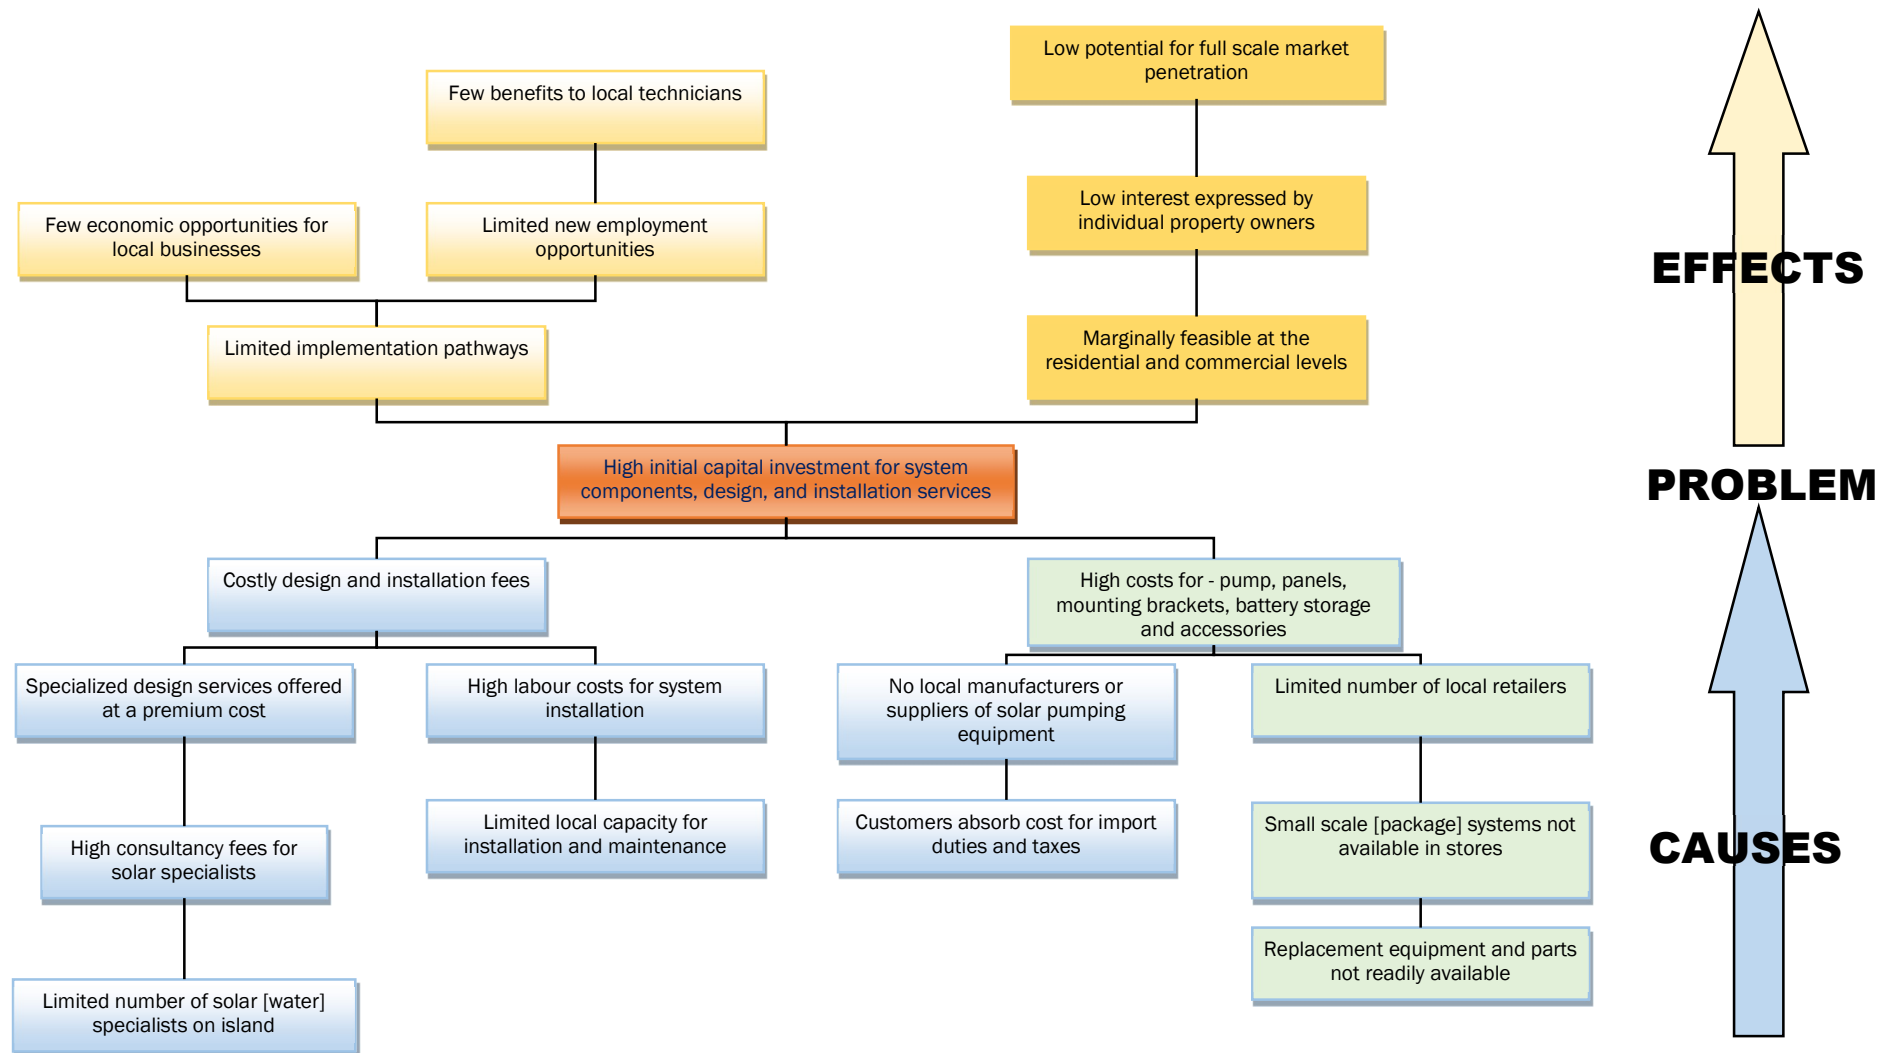 Low potential for full scale market
penetration
Few benefits to local technicians
Low interest expressed by
individual property owners
Few economic opportunities for
local businesses
Limited new employment
opportunities
EFFECTS
Limited implementation pathways
Marginally feasible at the
residential and commercial levels
High initial capital investment for system
components, design, and installation services
PROBLEM
Costly design and installation fees
High costs for - pump, panels,
mounting brackets, battery storage
and accessories
Specialized design services offered
at a premium cost
High labour costs for system
installation
No local manufacturers or
suppliers of solar pumping
equipment
Limited number of local retailers
High consultancy fees for
solar specialists
Limited local capacity for
installation and maintenance
Customers absorb cost for import
duties and taxes
Small scale [package] systems not
available in stores
CAUSES
Replacement equipment and parts
not readily available
Limited number of solar [water]
specialists on island